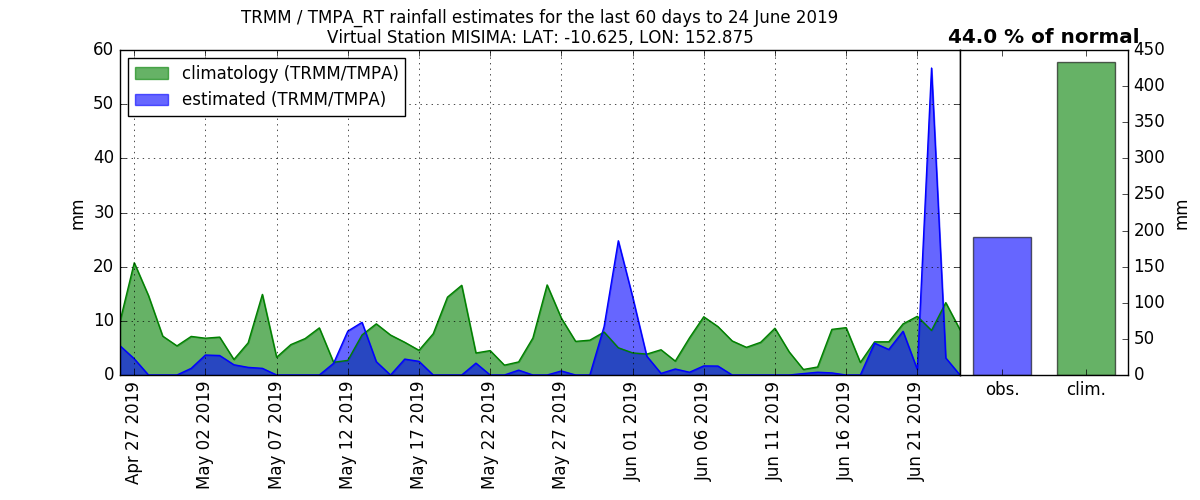 TRMM / TMPA_RT rainfall estimates for the last 60 days to 24 June 2019
Virtual Station MISIMA: LAT: -10.625, LON: 152.875
44.0 % of normal
climatology (TRMM/TMPA)
estimated (TRMM/TMPA)
60
50
40
30
20
10
0
mm
450
400
350
300
250
200
150
100
50
0
mm
Apr 27 2019
May 02 2019
May 07 2019
May 12 2019
May 17 2019
May 22 2019
May 27 2019
Jun 01 2019
Jun 06 2019
Jun 11 2019
Jun 16 2019
Jun 21 2019
obs.
clim.